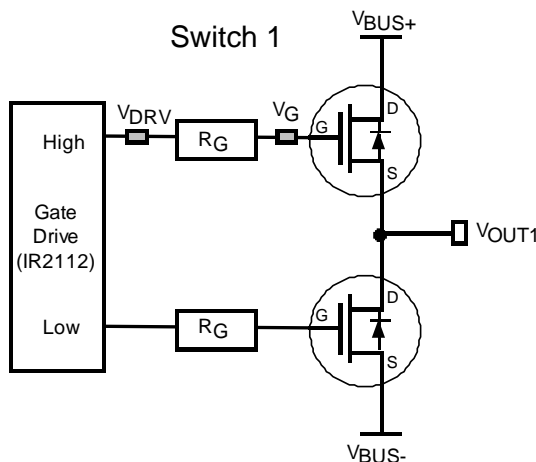 Switch 1
VBUS+
VDRV
VG
D
High
RG
G
S
Gate
Drive
(IR2112)
VOUT1
D
Low
RG
G
S
VBUS-